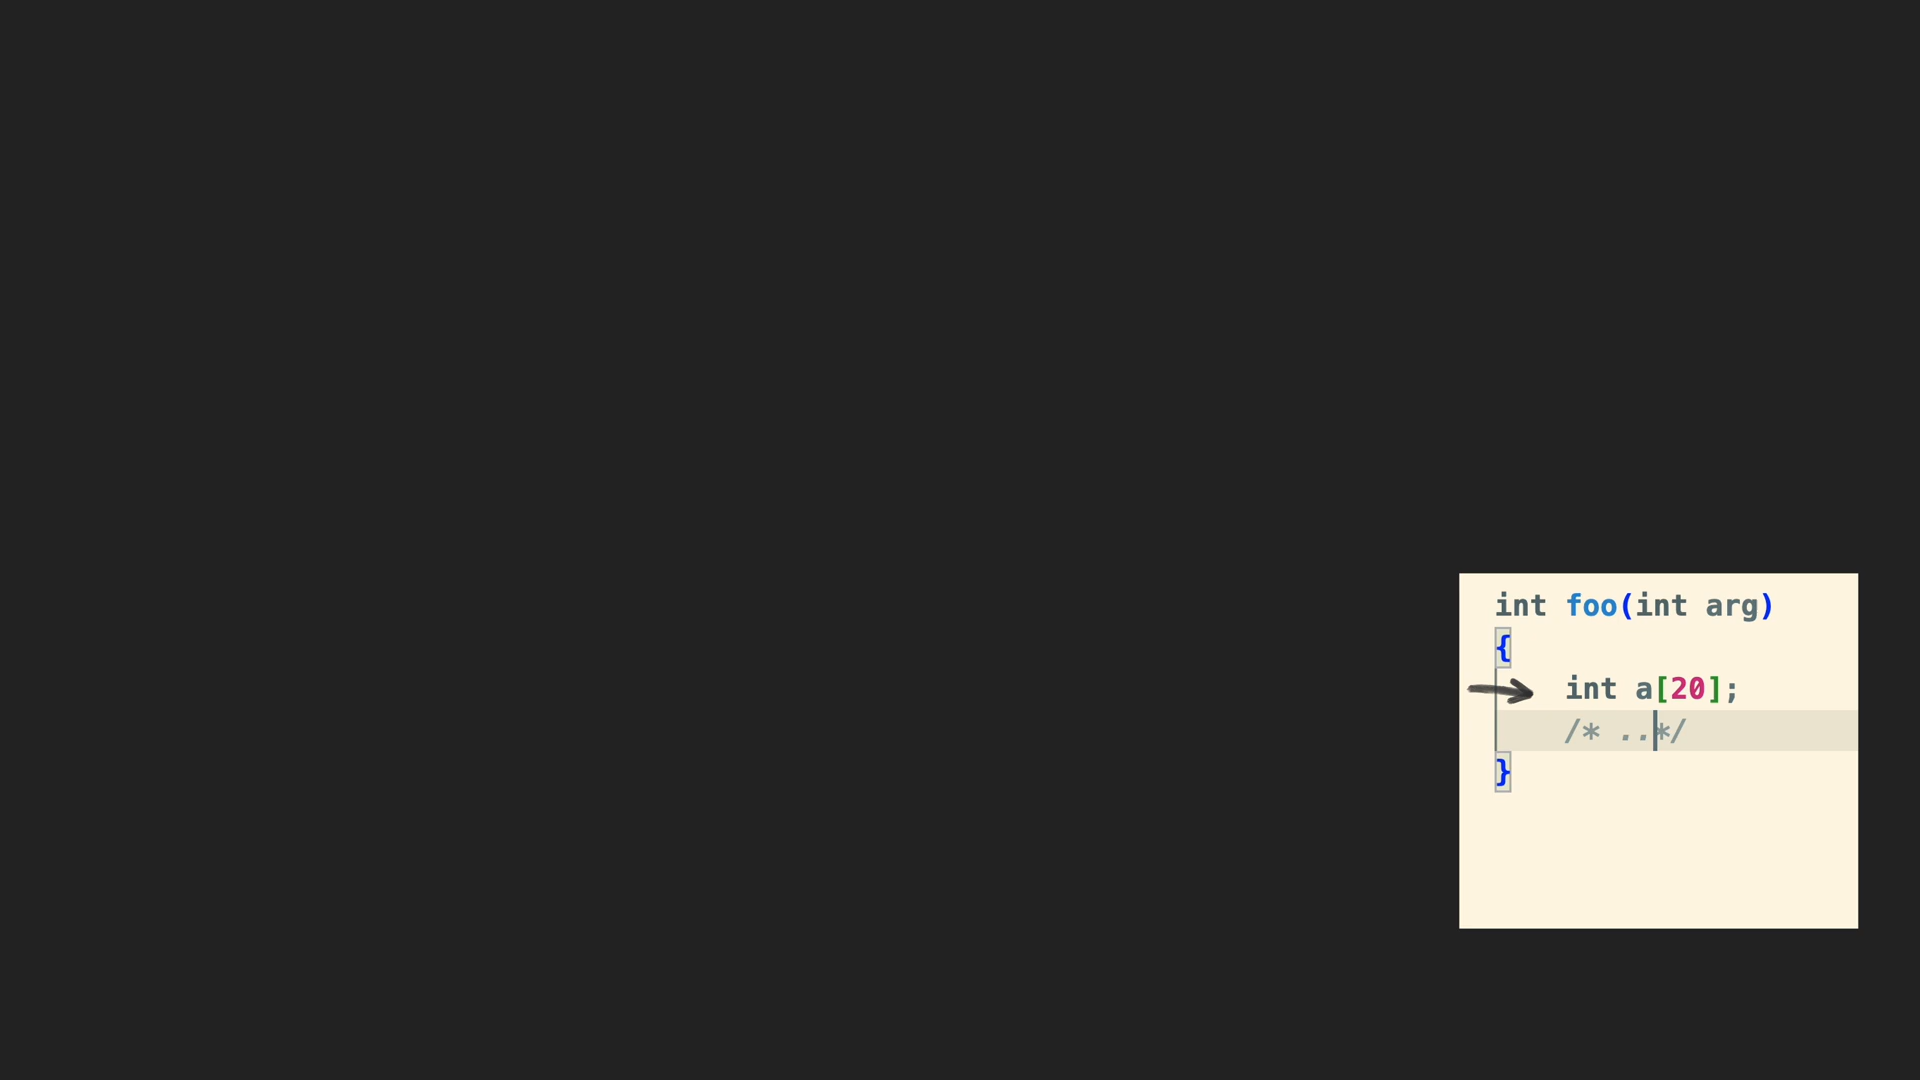 int foo(int arg)
{
int a[20];
/* ..*/
}